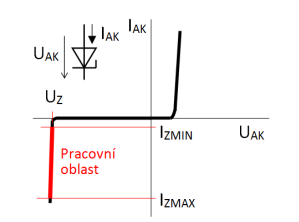 I_AK
I_AK
U_AK
U_Z
I_ZMIN
U_AK
Pracovní
oblast
I_ZMAX